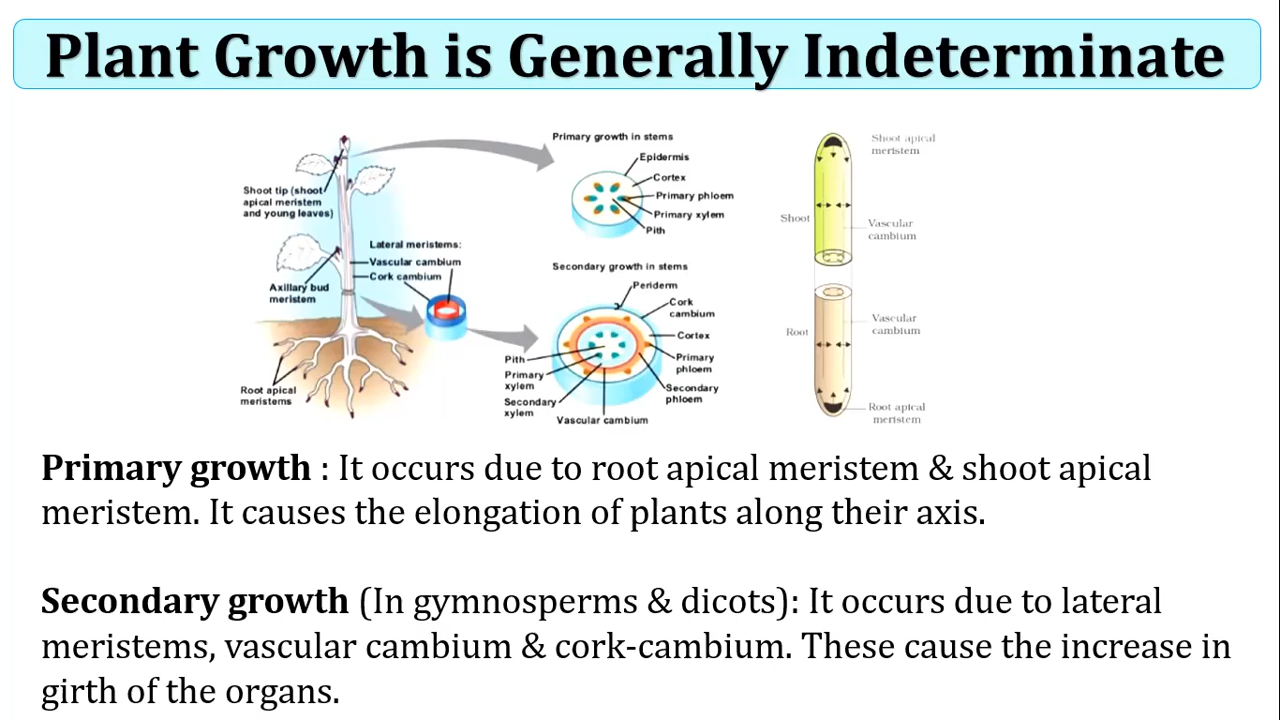 Plant Growth is Generally Indeterminate
Shoot tip (shoot
apical meristem
and young leaves)
Axillary bud
meristem
Root apical
meristems
Lateral meristems:
Vascular cambium
Cork cambium
Primary growth in stems
Epidermis
Cortex
Primary phloem
Primary xylem
Pith
Secondary growth in stems
Periderm
Cork
cambium
Cortex
Primary
phloem
Secondary
phloem
Pith
Primary
xylem
Secondary
xylem
Vascular cambium
Shoot apical
meristem
Shoot
Vascular
cambium
Vascular
cambium
Root
Root apical
meristem
Primary growth : It occurs due to root apical meristem & shoot apical
meristem. It causes the elongation of plants along their axis.
Secondary growth (In gymnosperms & dicots): It occurs due to lateral
meristems, vascular cambium & cork-cambium. These cause the increase in
girth of the organs.